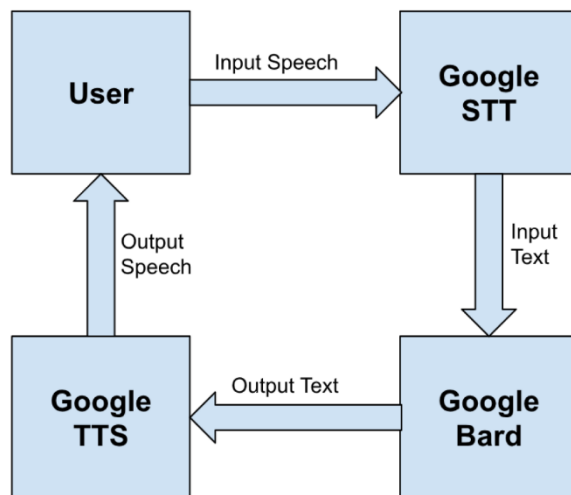 User
Input Speech
Google
STT
Output
Speech
Input
Text
Google
TTS
Output Text
Google
Bard